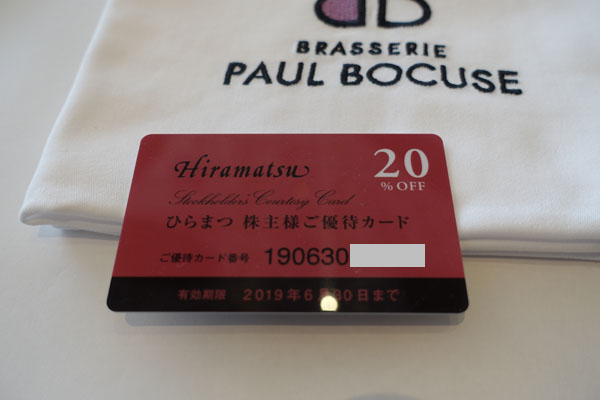 BRASSERIE
PAUL BOCUSE
Hiramatsu
20
% OFF
Stockholders' Courtesy Card
ひらまつ 株主様ご優待カード
ご優待カード番号 190630
有効期限 2019年6月30日まで